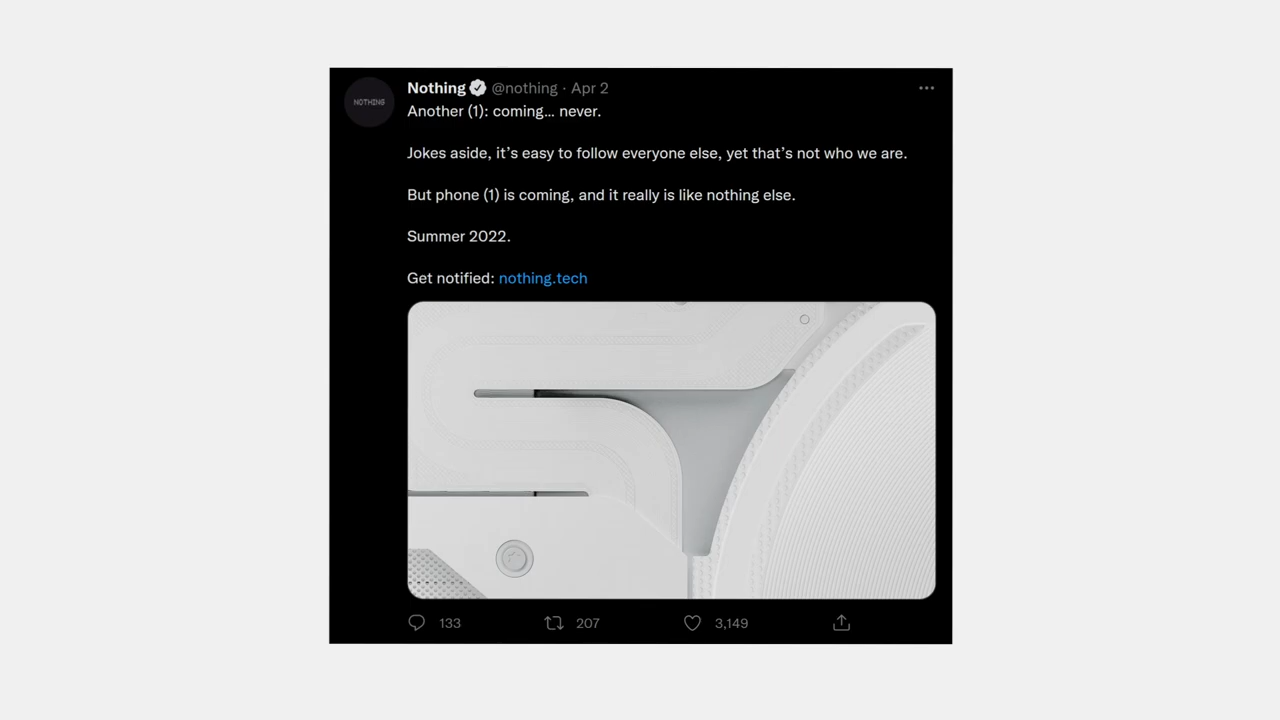 NOTHING
Nothing @nothing · Apr 2
Another (1): coming... never.
Jokes aside, it's easy to follow everyone else, yet that's not who we are.
But phone (1) is coming, and it really is like nothing else.
Summer 2022.
Get notified: nothing.tech
133 207 3,149